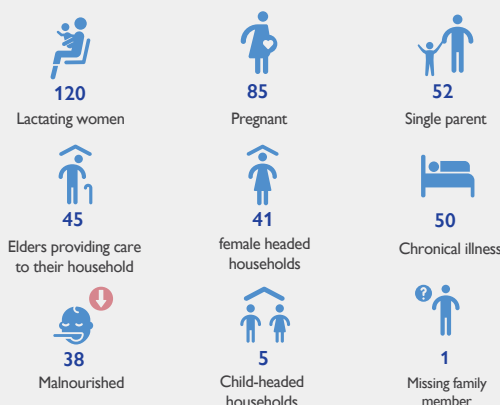 120
Lactating women
85
Pregnant
52
Single parent
45
Elders providing care
to their household
41
female headed
households
50
Chronical illness
38
Malnourished
5
Child-headed
households
?
1
Missing family
member